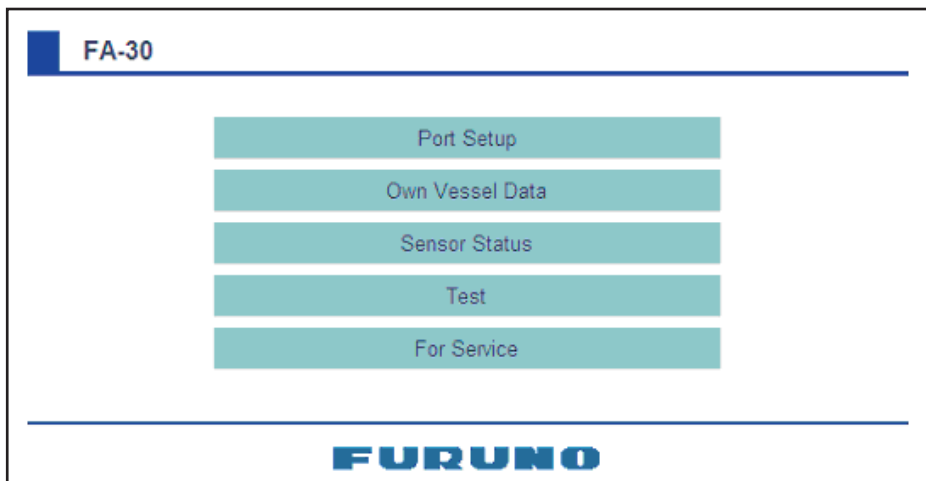 FA-30
Port Setup
Own Vessel Data
Sensor Status
Test
For Service
FURUNO